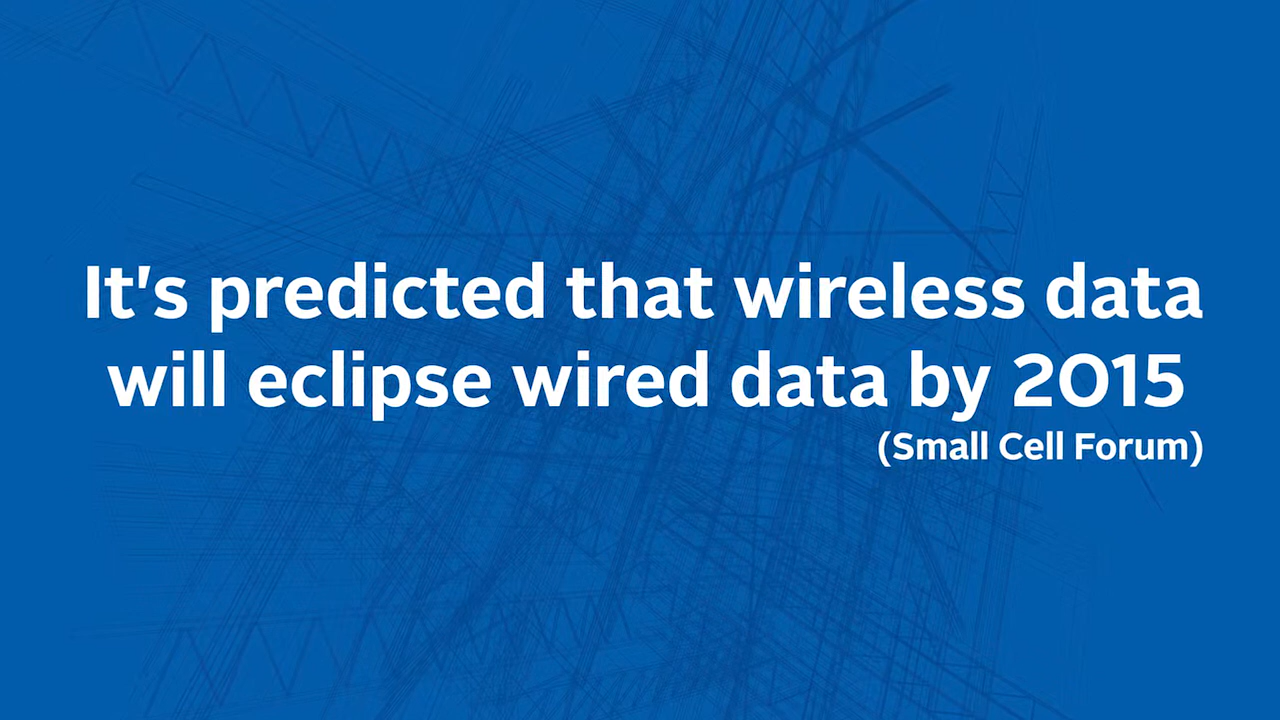 It's predicted that wireless data
will eclipse wired data by 2015
(Small Cell Forum)